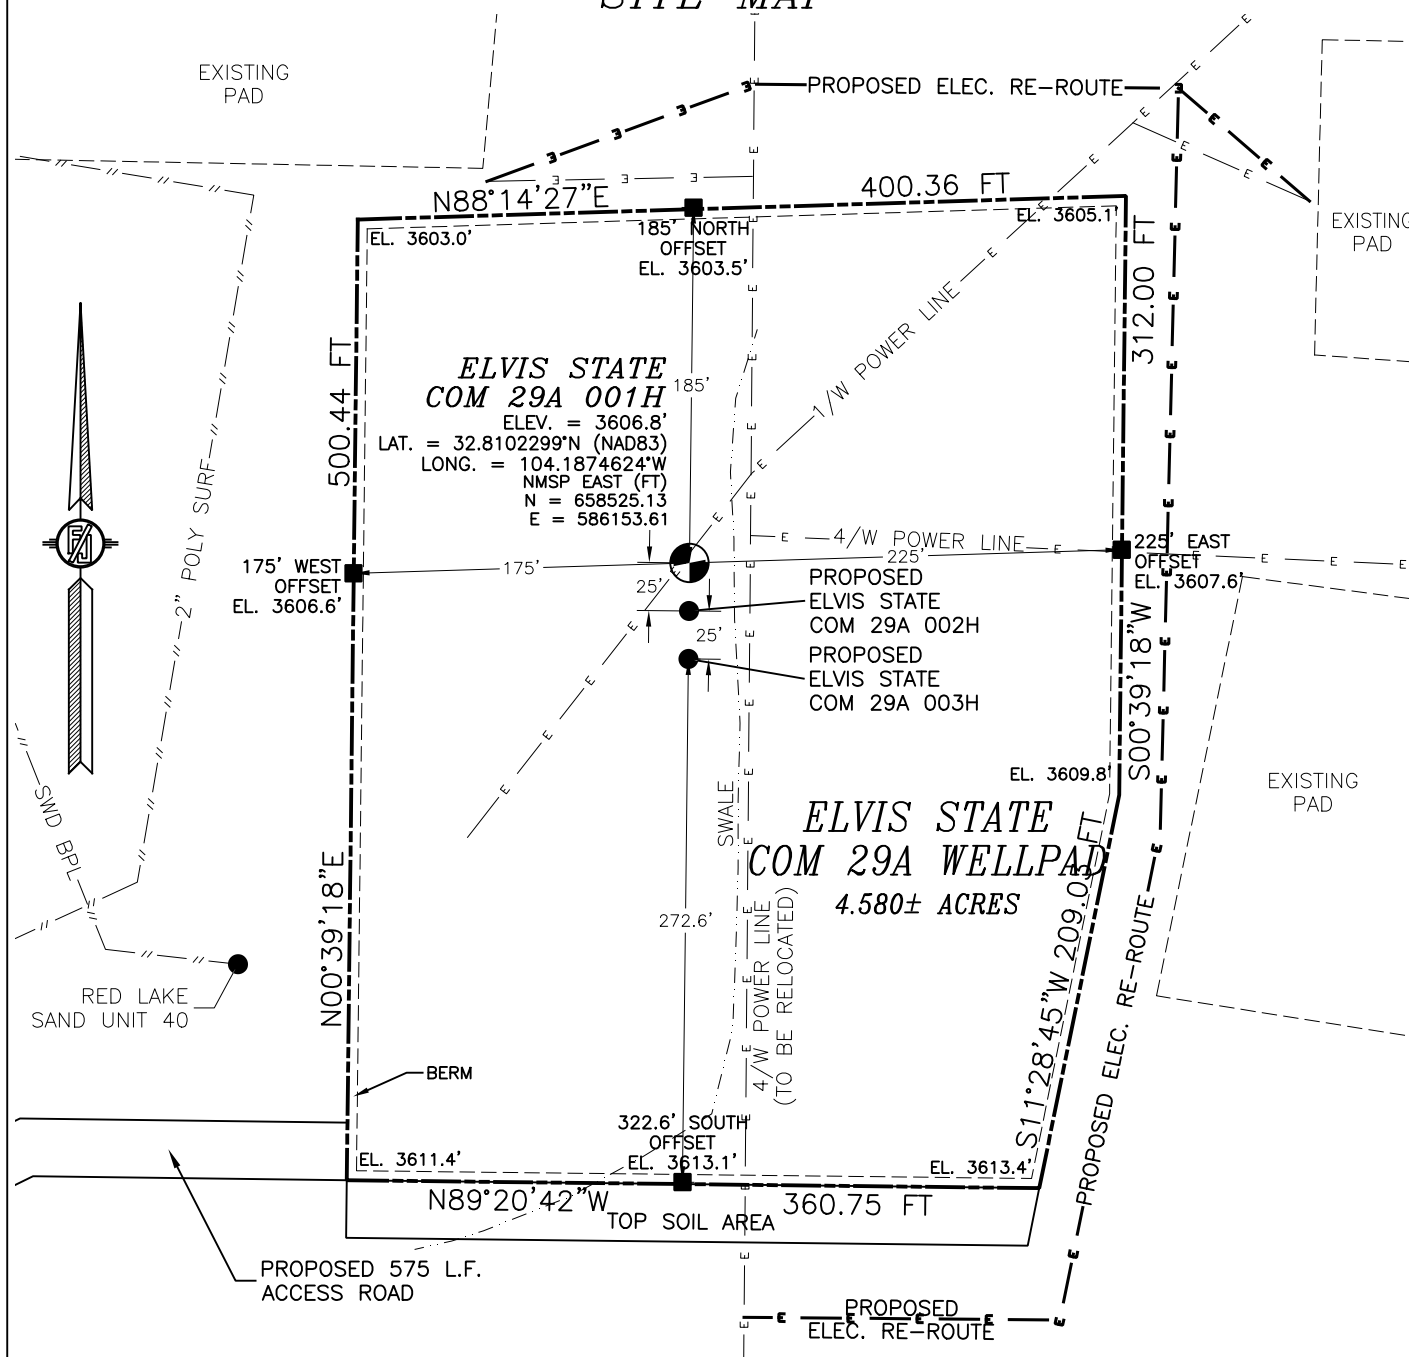 SITE MAP
EXISTING
PAD
PROPOSED ELEC. RE-ROUTE
N88°14'27"E
400.36 FT
EL. 3603.0'
185' NORTH
OFFSET
EL. 3603.5'
EL. 3605.1'
EXISTING
PAD
312.00 FT
500.44 FT
ELVIS STATE
COM 29A 001H
ELEV. = 3606.8'
LAT. = 32.8102299°N (NAD83)
LONG. = 104.1874624°W
NMSP EAST (FT)
N = 658525.13
E = 586153.61
185'
1/W POWER LINE
2" POLY SURF
4/W POWER LINE
175' WEST
OFFSET
EL. 3606.6'
175'
225'
225' EAST
OFFSET
EL. 3607.6'
25'
25'
PROPOSED
ELVIS STATE
COM 29A 002H
PROPOSED
ELVIS STATE
COM 29A 003H
S00°39'18"W
SWD BPL
SWALE
EL. 3609.8'
EXISTING
PAD
ELVIS STATE
COM 29A WELLPAD
4.580± ACRES
N00°39'18"E
272.6'
4/W POWER LINE
(TO BE RELOCATED)
S11°28'45"W 209.03 FT
PROPOSED ELEC. RE-ROUTE
RED LAKE
SAND UNIT 40
BERM
322.6' SOUTH
OFFSET
EL. 3613.1'
EL. 3611.4'
EL. 3613.4'
N89°20'42"W
360.75 FT
TOP SOIL AREA
PROPOSED 575 L.F.
ACCESS ROAD
PROPOSED
ELEC. RE-ROUTE